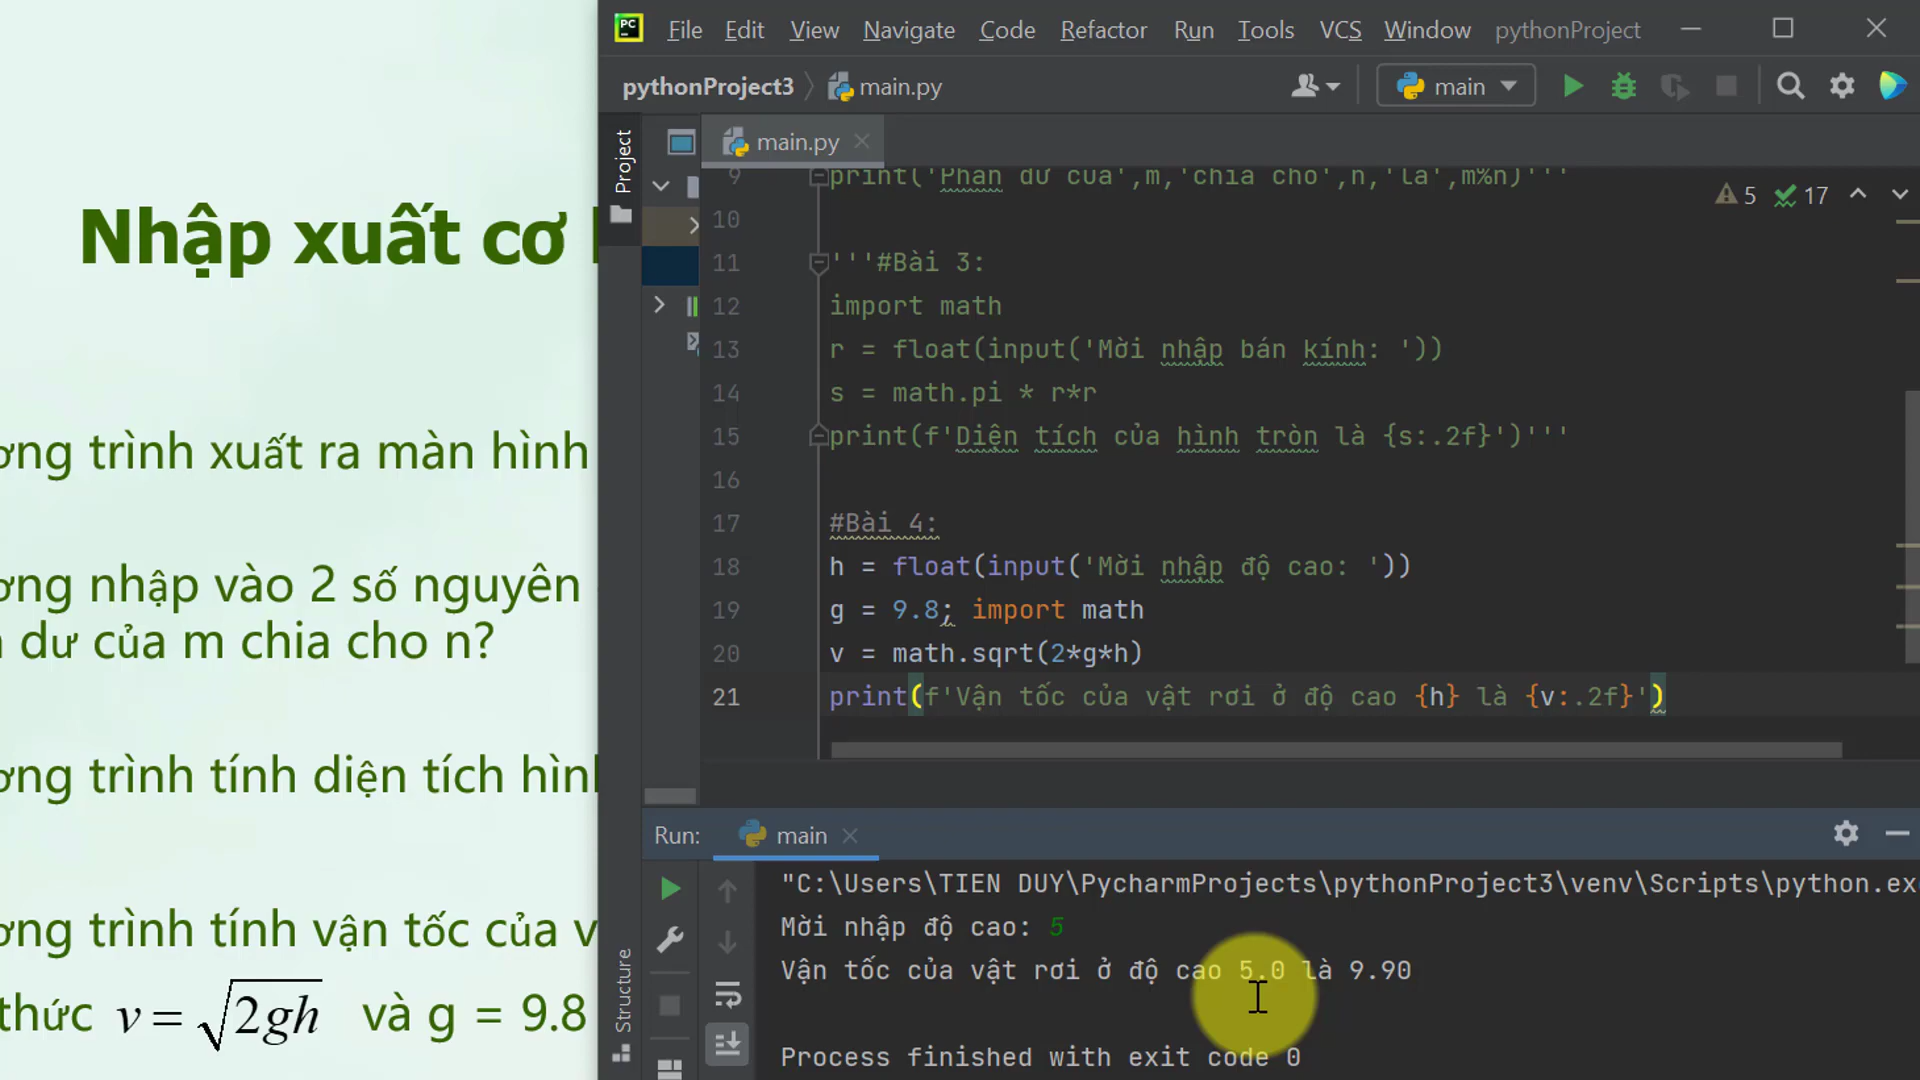 File Edit View Navigate Code Refactor Run Tools VCS Window pythonProject
pythonProject3 main.py main
Project
main.py
Nhập xuất cơ
ơng trình xuất ra màn hình
ơng nhập vào 2 số nguyên
dư của m chia cho n?
ơng trình tính diện tích hình
ơng trình tính vận tốc của v
thức v = √2gh và g = 9.8
5 17
9 print('Phần dư của',m,'chia cho',n,'là',m%n)'''
10
11 '''#Bài 3:
12 import math
13 r = float(input('Mời nhập bán kính: '))
14 s = math.pi * r*r
15 print(f'Diện tích của hình tròn là {s:.2f}')'''
16
17 #Bài 4:
18 h = float(input('Mời nhập độ cao: '))
19 g = 9.8; import math
20 v = math.sqrt(2*g*h)
21 print(f'Vận tốc của vật rơi ở độ cao {h} là {v:.2f}')
Run: main
Structure
"C:\Users\TIEN DUY\PycharmProjects\pythonProject3\venv\Scripts\python.ex
Mời nhập độ cao: 5
Vận tốc của vật rơi ở độ cao 5.0 là 9.90
Process finished with exit code 0